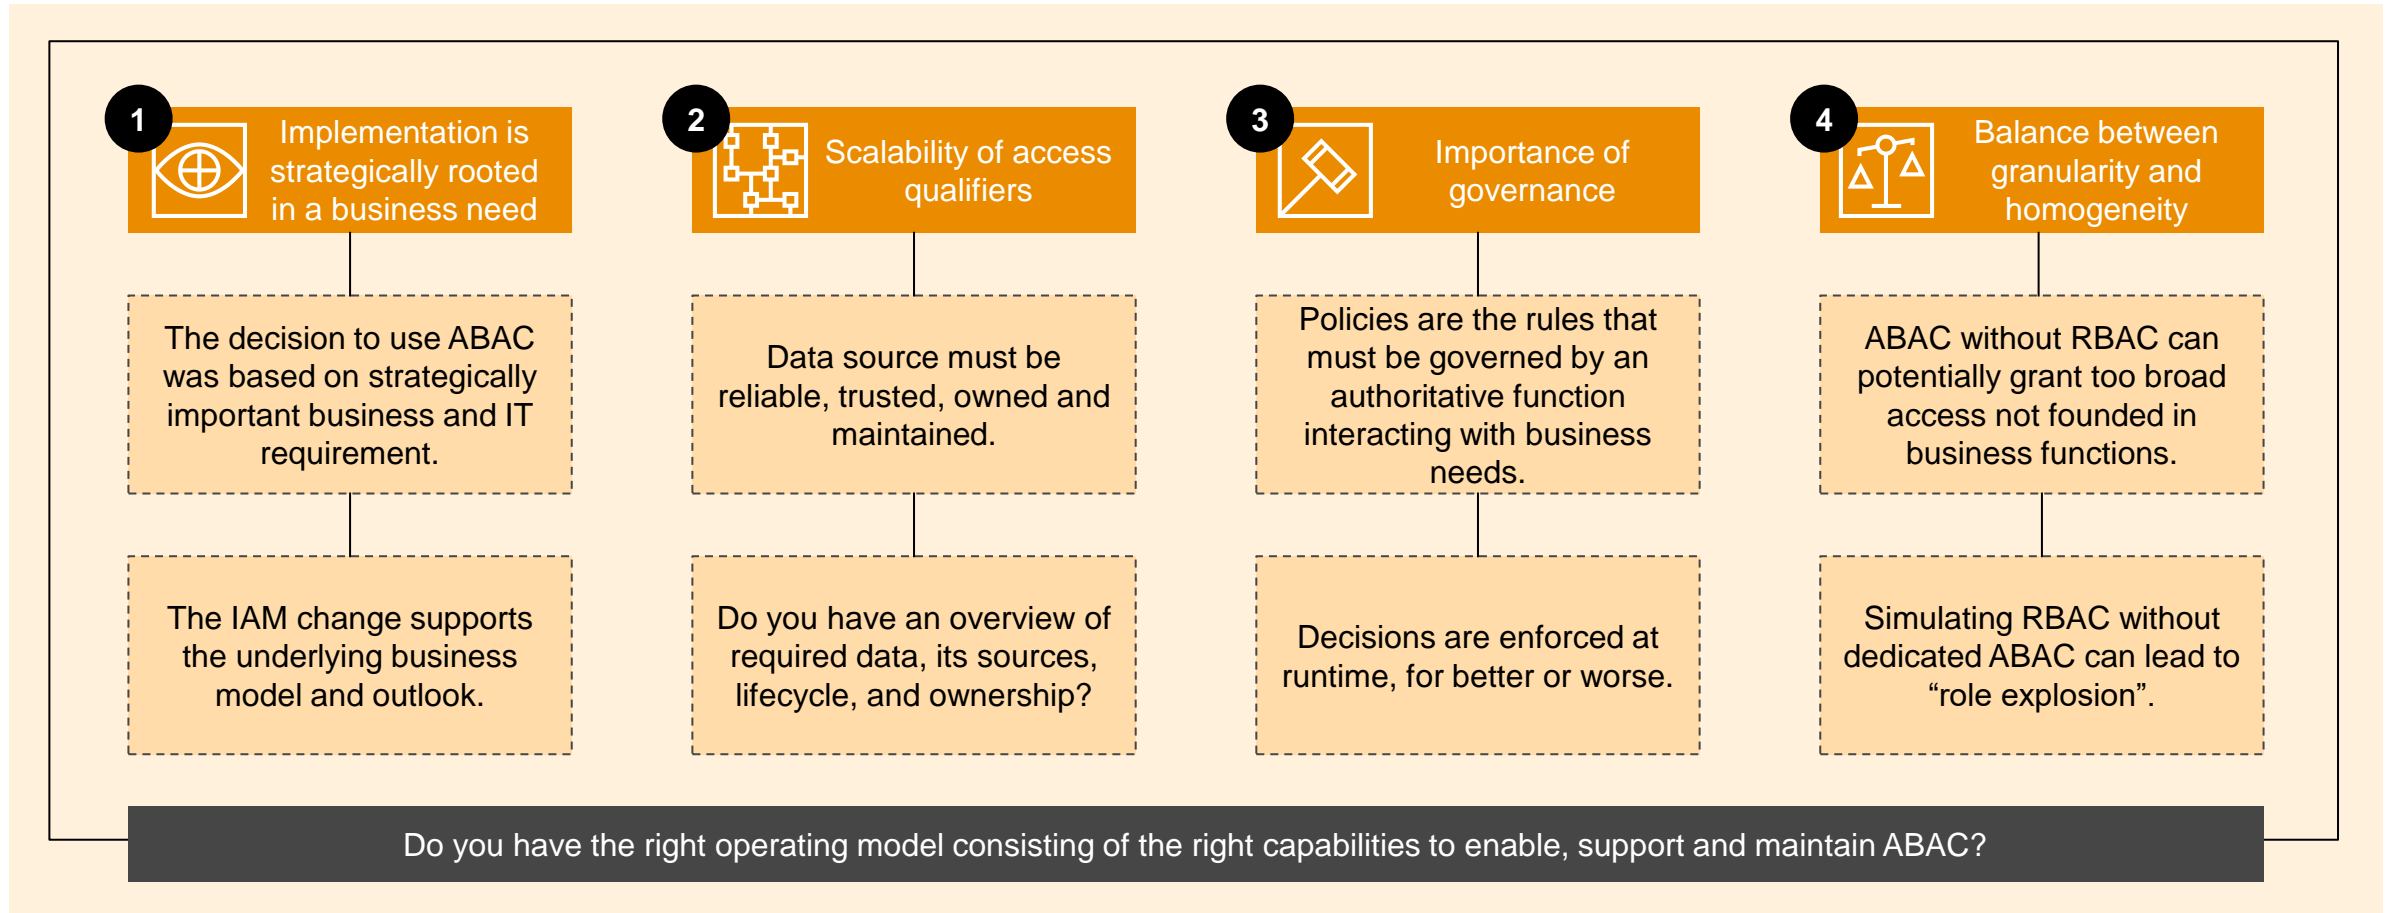 1
Implementation is
strategically rooted
in a business need
The decision to use ABAC
was based on strategically
important business and IT
requirement.
The IAM change supports
the underlying business
model and outlook.
2
Scalability of access
qualifiers
Data source must be
reliable, trusted, owned and
maintained.
Do you have an overview of
required data, its sources,
lifecycle, and ownership?
3
Importance of
governance
Policies are the rules that
must be governed by an
authoritative function
interacting with business
needs.
Decisions are enforced at
runtime, for better or worse.
4
Balance between
granularity and
homogeneity
ABAC without RBAC can
potentially grant too broad
access not founded in
business functions.
Simulating RBAC without
dedicated ABAC can lead to
“role explosion”.
Do you have the right operating model consisting of the right capabilities to enable, support and maintain ABAC?